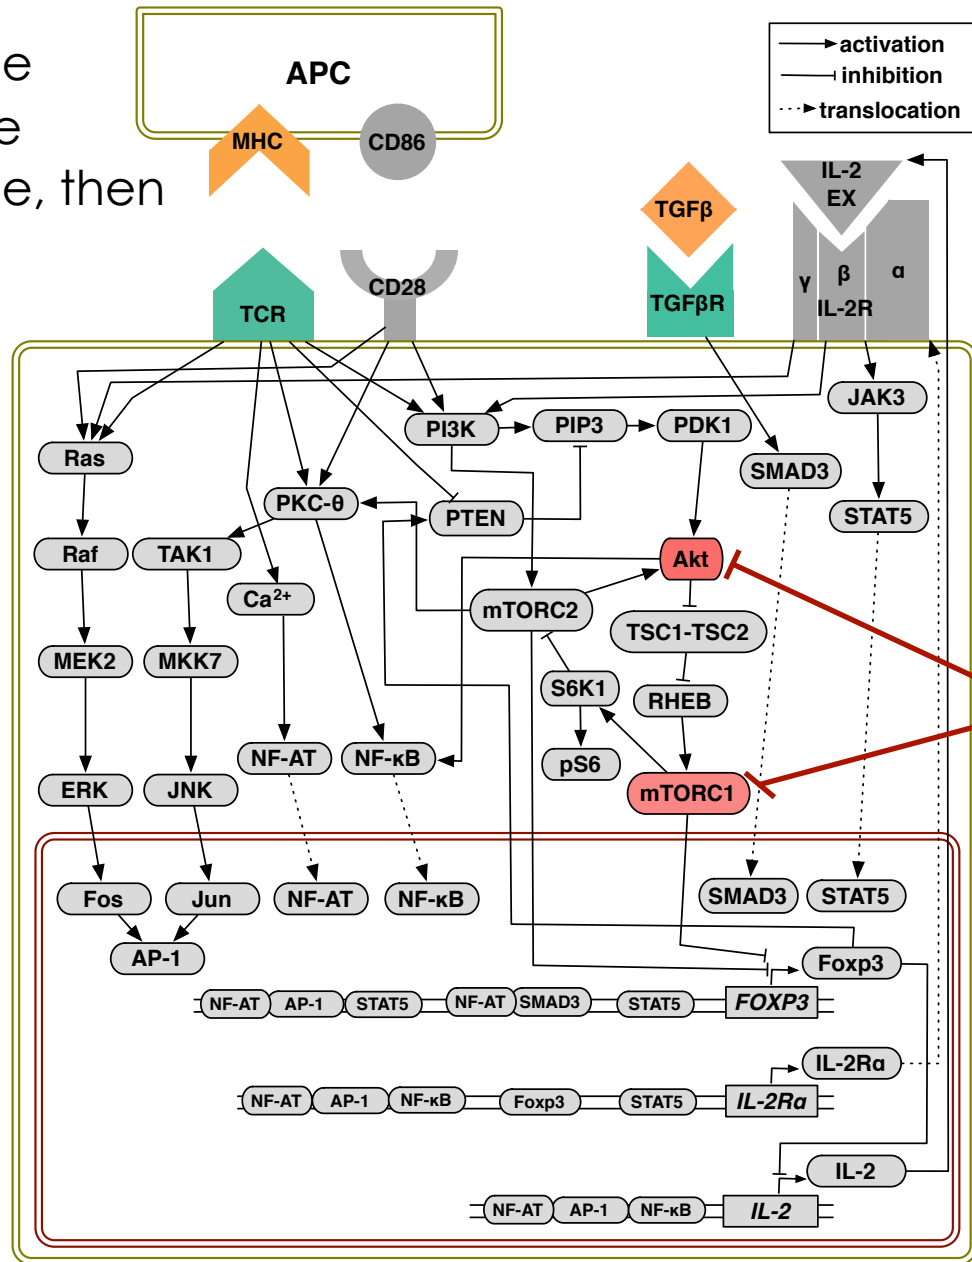 e
e
e, then
APC
MHC
CD86
activation
inhibition
translocation
TGFβ
IL-2
EX
TCR
CD28
TGFβR
γ
β
α
IL-2R
JAK3
PI3K
PIP3
PDK1
Ras
SMAD3
PKC-θ
PTEN
STAT5
Raf
TAK1
Akt
Ca²⁺
mTORC2
TSC1-TSC2
MEK2
MKK7
S6K1
RHEB
NF-AT
NF-κB
pS6
ERK
JNK
mTORC1
Fos
Jun
NF-AT
NF-κB
SMAD3
STAT5
AP-1
Foxp3
NF-AT
AP-1
STAT5
NF-AT
SMAD3
STAT5
FOXP3
IL-2Rα
NF-AT
AP-1
NF-κB
Foxp3
STAT5
IL-2Rα
IL-2
NF-AT
AP-1
NF-κB
IL-2